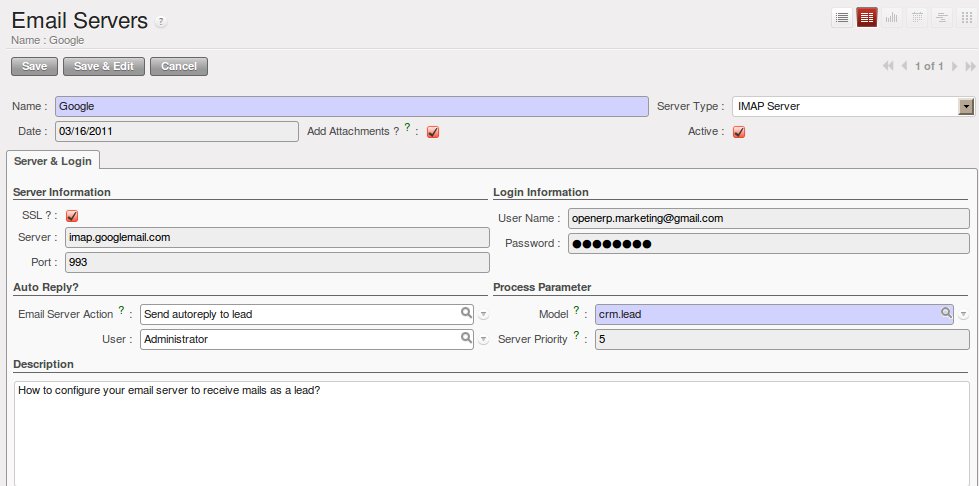 Email Servers ?
Name : Google
Save Save & Edit Cancel 1 of 1
Name : Google Server Type : IMAP Server
Date : 03/16/2011 Add Attachments ? ? : Active :
Server & Login
Server Information Login Information
SSL ? : User Name : openerp.marketing@gmail.com
Server : imap.googlemail.com Password : ●●●●●●●●
Port : 993
Auto Reply? Process Parameter
Email Server Action ? : Send autoreply to lead Model ? : crm.lead
User : Administrator Server Priority ? : 5
Description
How to configure your email server to receive mails as a lead?